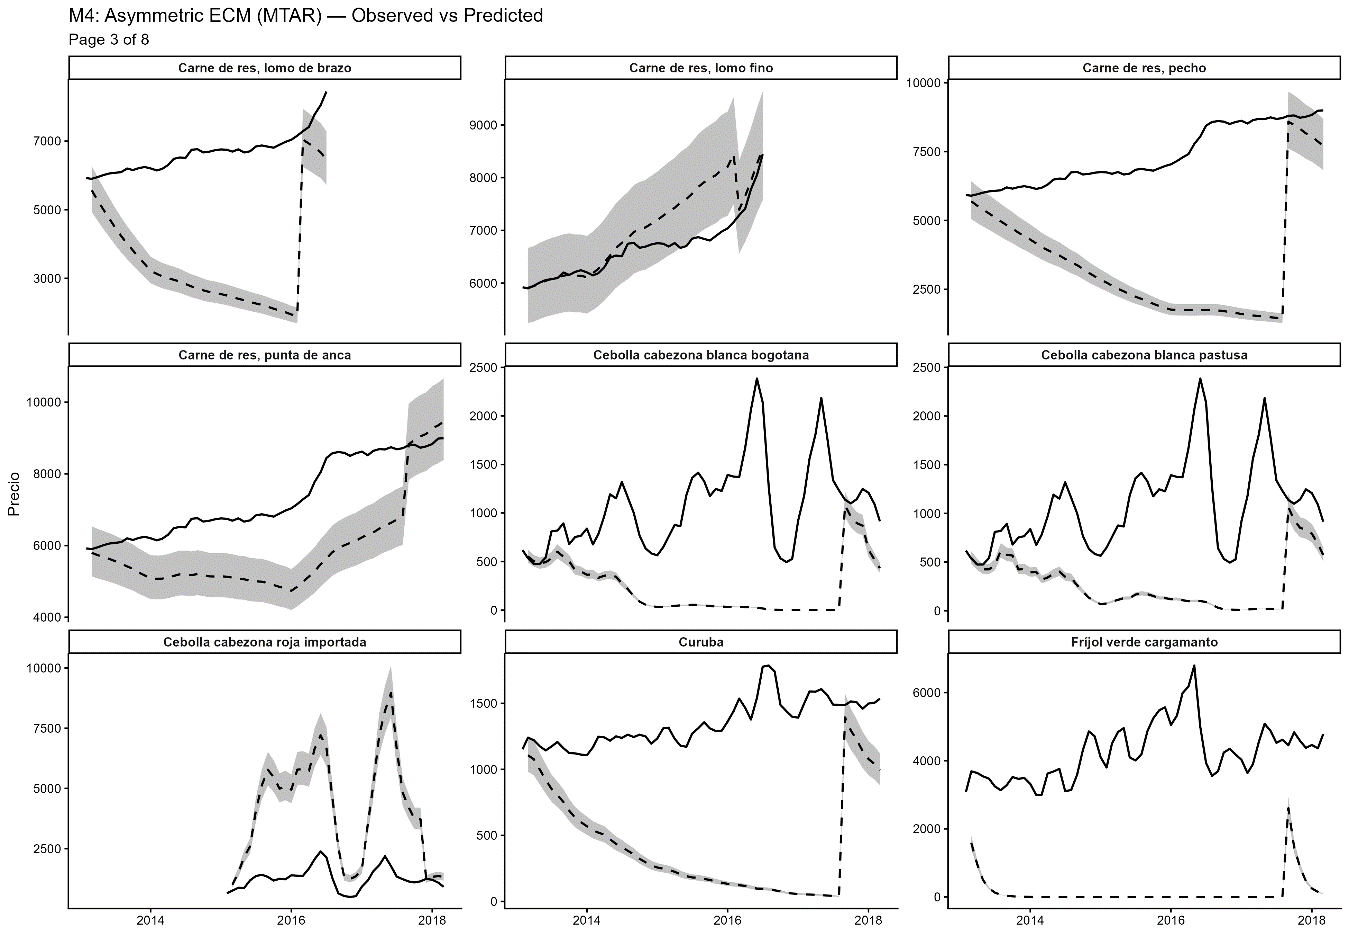 M4: Asymmetric ECM (MTAR) — Observed vs Predicted
Page 3 of 8
Carne de res, lomo de brazo
Carne de res, lomo fino
Carne de res, pecho
7000
5000
3000
9000
8000
7000
6000
10000
7500
5000
2500
Carne de res, punta de anca
Cebolla cabezona blanca bogotana
Cebolla cabezona blanca pastusa
Precio
10000
8000
6000
4000
2500
2000
1500
1000
500
0
2500
2000
1500
1000
500
0
Cebolla cabezona roja importada
Curuba
Fríjol verde cargamanto
10000
7500
5000
2500
1500
1000
500
0
6000
4000
2000
0
2014 2016 2018
2014 2016 2018
2014 2016 2018